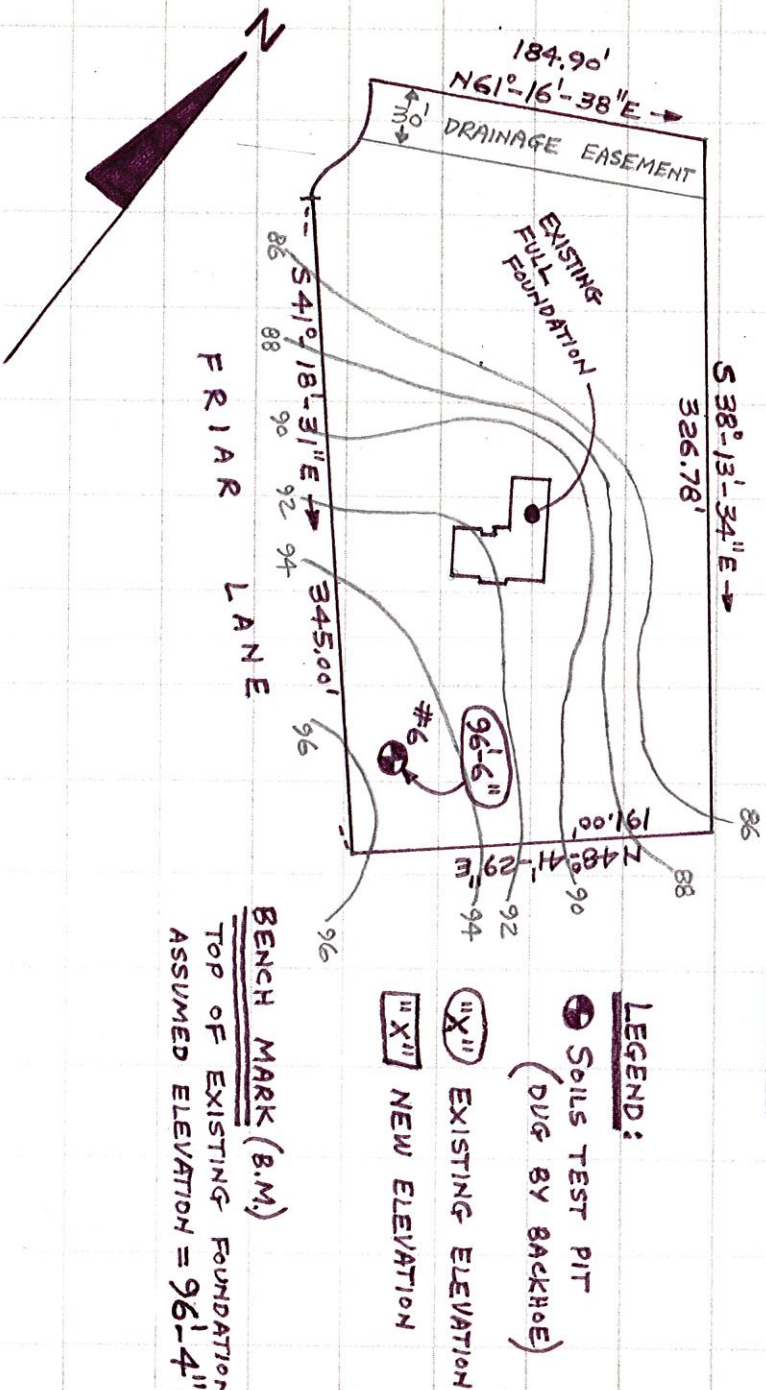 N
184.90'
N61°-16'-38"E →
30'
DRAINAGE EASEMENT
S 38°-13'-34"E →
326.78'
EXISTING
FULL
FOUNDATION
S 41°-18'-31"E → 345.00'
FRIAR LANE
86
88
90
92
94
96
#6
96'-6"
191.00'
N48°-41'-29"E
86
88
90
92
94
96
LEGEND:
SOILS TEST PIT
(DUG BY BACKHOE)
"X" EXISTING ELEVATION
"X" NEW ELEVATION
BENCH MARK (B.M.)
TOP OF EXISTING FOUNDATION
ASSUMED ELEVATION = 96'-4"